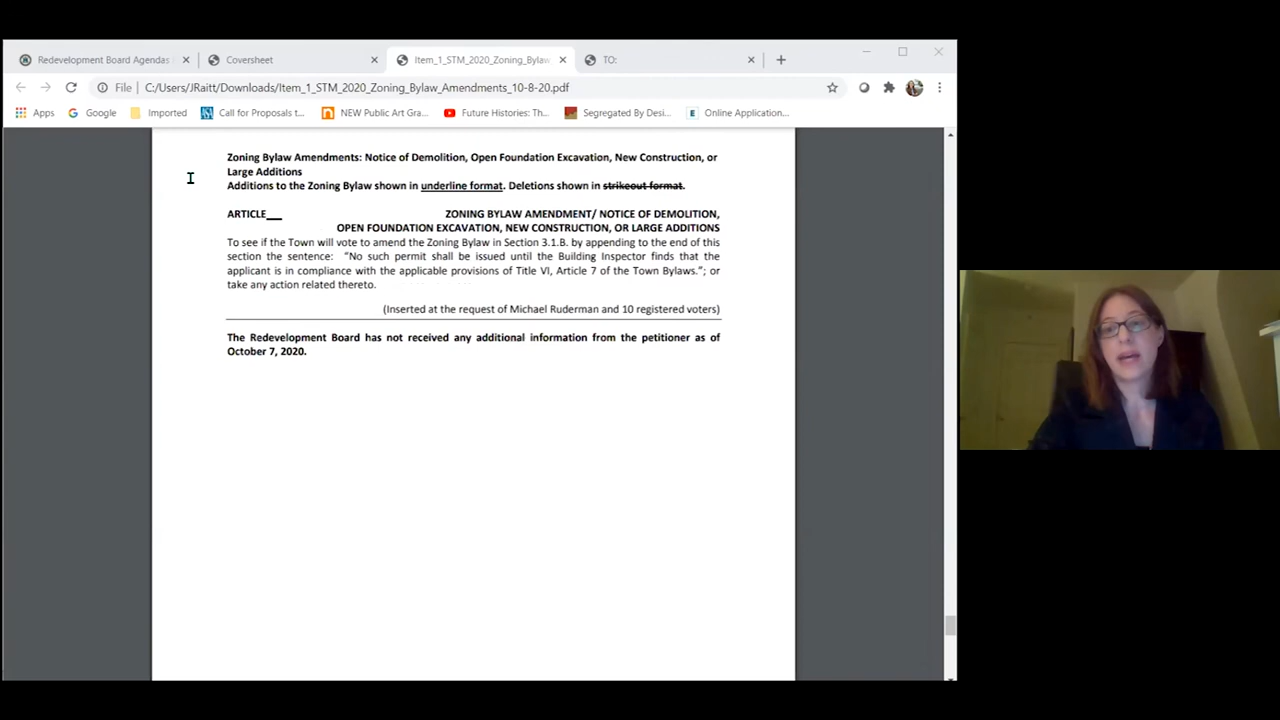 Redevelopment Board Agendas
Coversheet
Item_1_STM_2020_Zoning_Bylaw
TO:
File
C:/Users/JRaitt/Downloads/Item_1_STM_2020_Zoning_Bylaw_Amendments_10-8-20.pdf
Apps
Google
Imported
Call for Proposals t...
NEW Public Art Gra...
Future Histories: Th...
Segregated By Desi...
Online Application...
Zoning Bylaw Amendments: Notice of Demolition, Open Foundation Excavation, New Construction, or
Large Additions
Additions to the Zoning Bylaw shown in underline format. Deletions shown in strikeout format.
ARTICLE___ ZONING BYLAW AMENDMENT/ NOTICE OF DEMOLITION,
OPEN FOUNDATION EXCAVATION, NEW CONSTRUCTION, OR LARGE ADDITIONS
To see if the Town will vote to amend the Zoning Bylaw in Section 3.1.B. by appending to the end of this
section the sentence: “No such permit shall be issued until the Building Inspector finds that the
applicant is in compliance with the applicable provisions of Title VI, Article 7 of the Town Bylaws.”; or
take any action related thereto.
(Inserted at the request of Michael Ruderman and 10 registered voters)
The Redevelopment Board has not received any additional information from the petitioner as of
October 7, 2020.